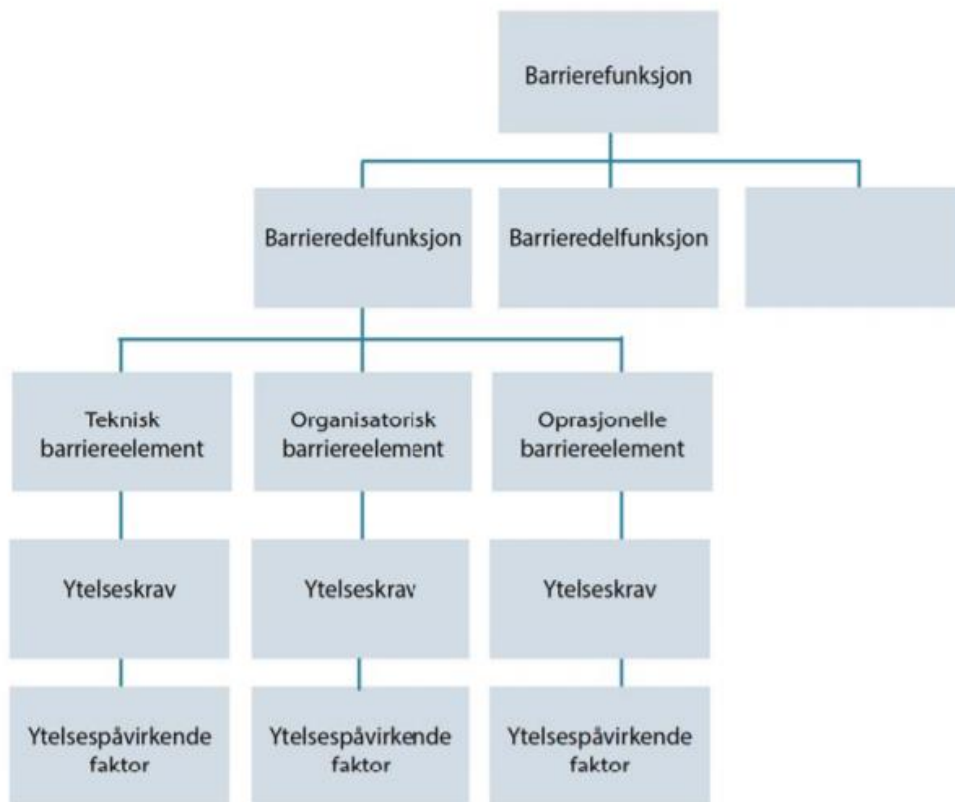 Barrierefunksjon
Barrieredelfunksjon
Barrieredelfunksjon
Teknisk
barriereelement
Organisatorisk
barriereelement
Oprasjonelle
barriereelement
Ytelseskrav
Ytelseskrav
Ytelseskrav
Ytelsespåvirkende
faktor
Ytelsespåvirkende
faktor
Ytelsespåvirkende
faktor